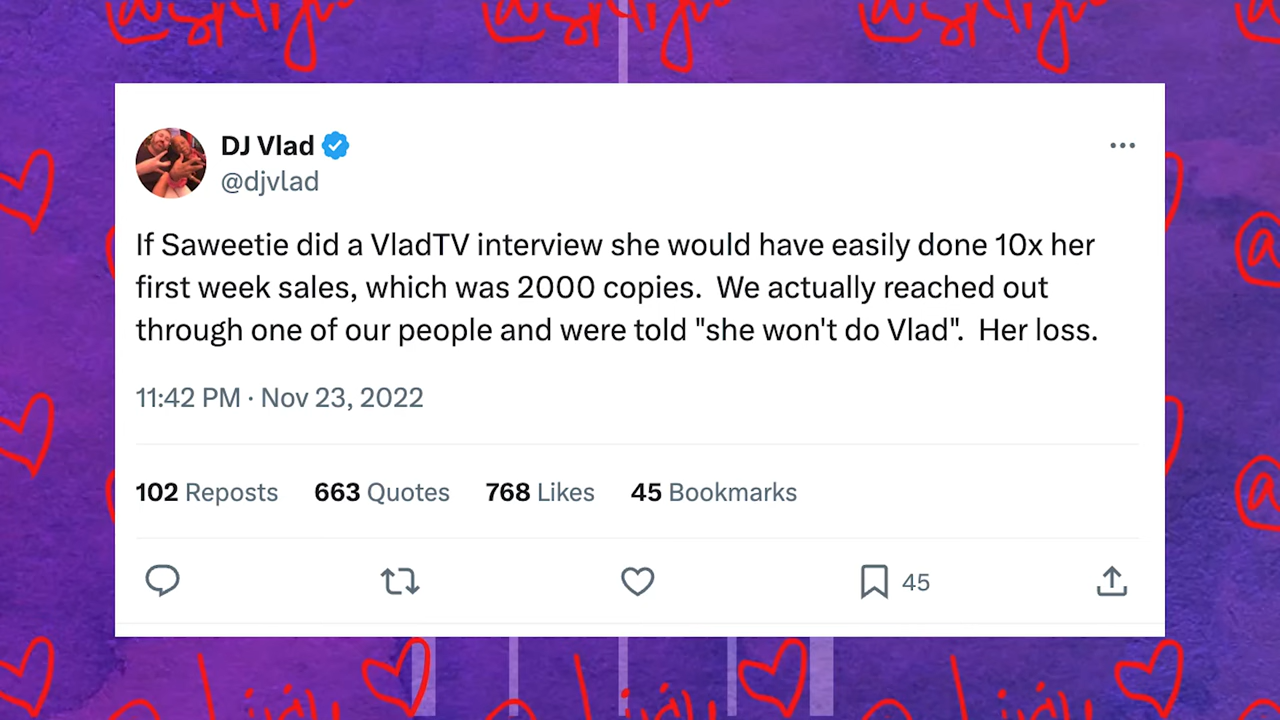 DJ Vlad
@djvlad
If Saweetie did a VladTV interview she would have easily done 10x her
first week sales, which was 2000 copies.  We actually reached out
through one of our people and were told "she won't do Vlad".  Her loss.
11:42 PM · Nov 23, 2022
102 Reposts 663 Quotes 768 Likes 45 Bookmarks
45